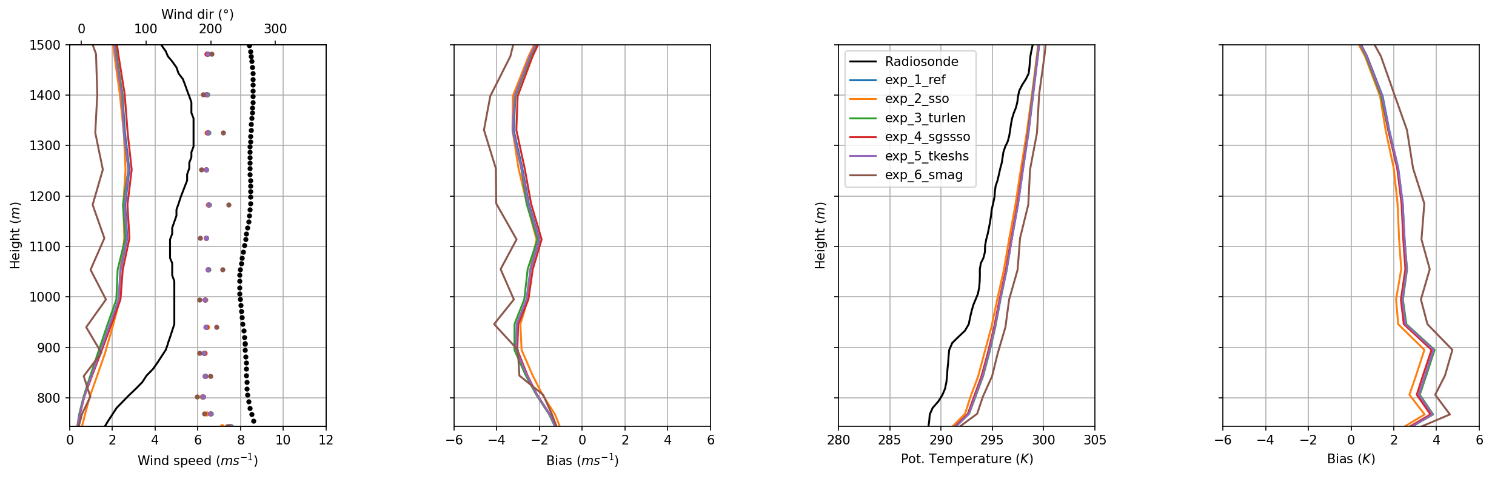 Wind dir (°)
0 100 200 300
1500
1400
1300
1200
1100
1000
900
800
Height (m)
0 2 4 6 8 10 12
Wind speed (ms⁻¹)
−6 −4 −2 0 2 4 6
Bias (ms⁻¹)
Radiosonde
exp_1_ref
exp_2_sso
exp_3_turlen
exp_4_sgssso
exp_5_tkeshs
exp_6_smag
Height (m)
280 285 290 295 300 305
Pot. Temperature (K)
−6 −4 −2 0 2 4 6
Bias (K)